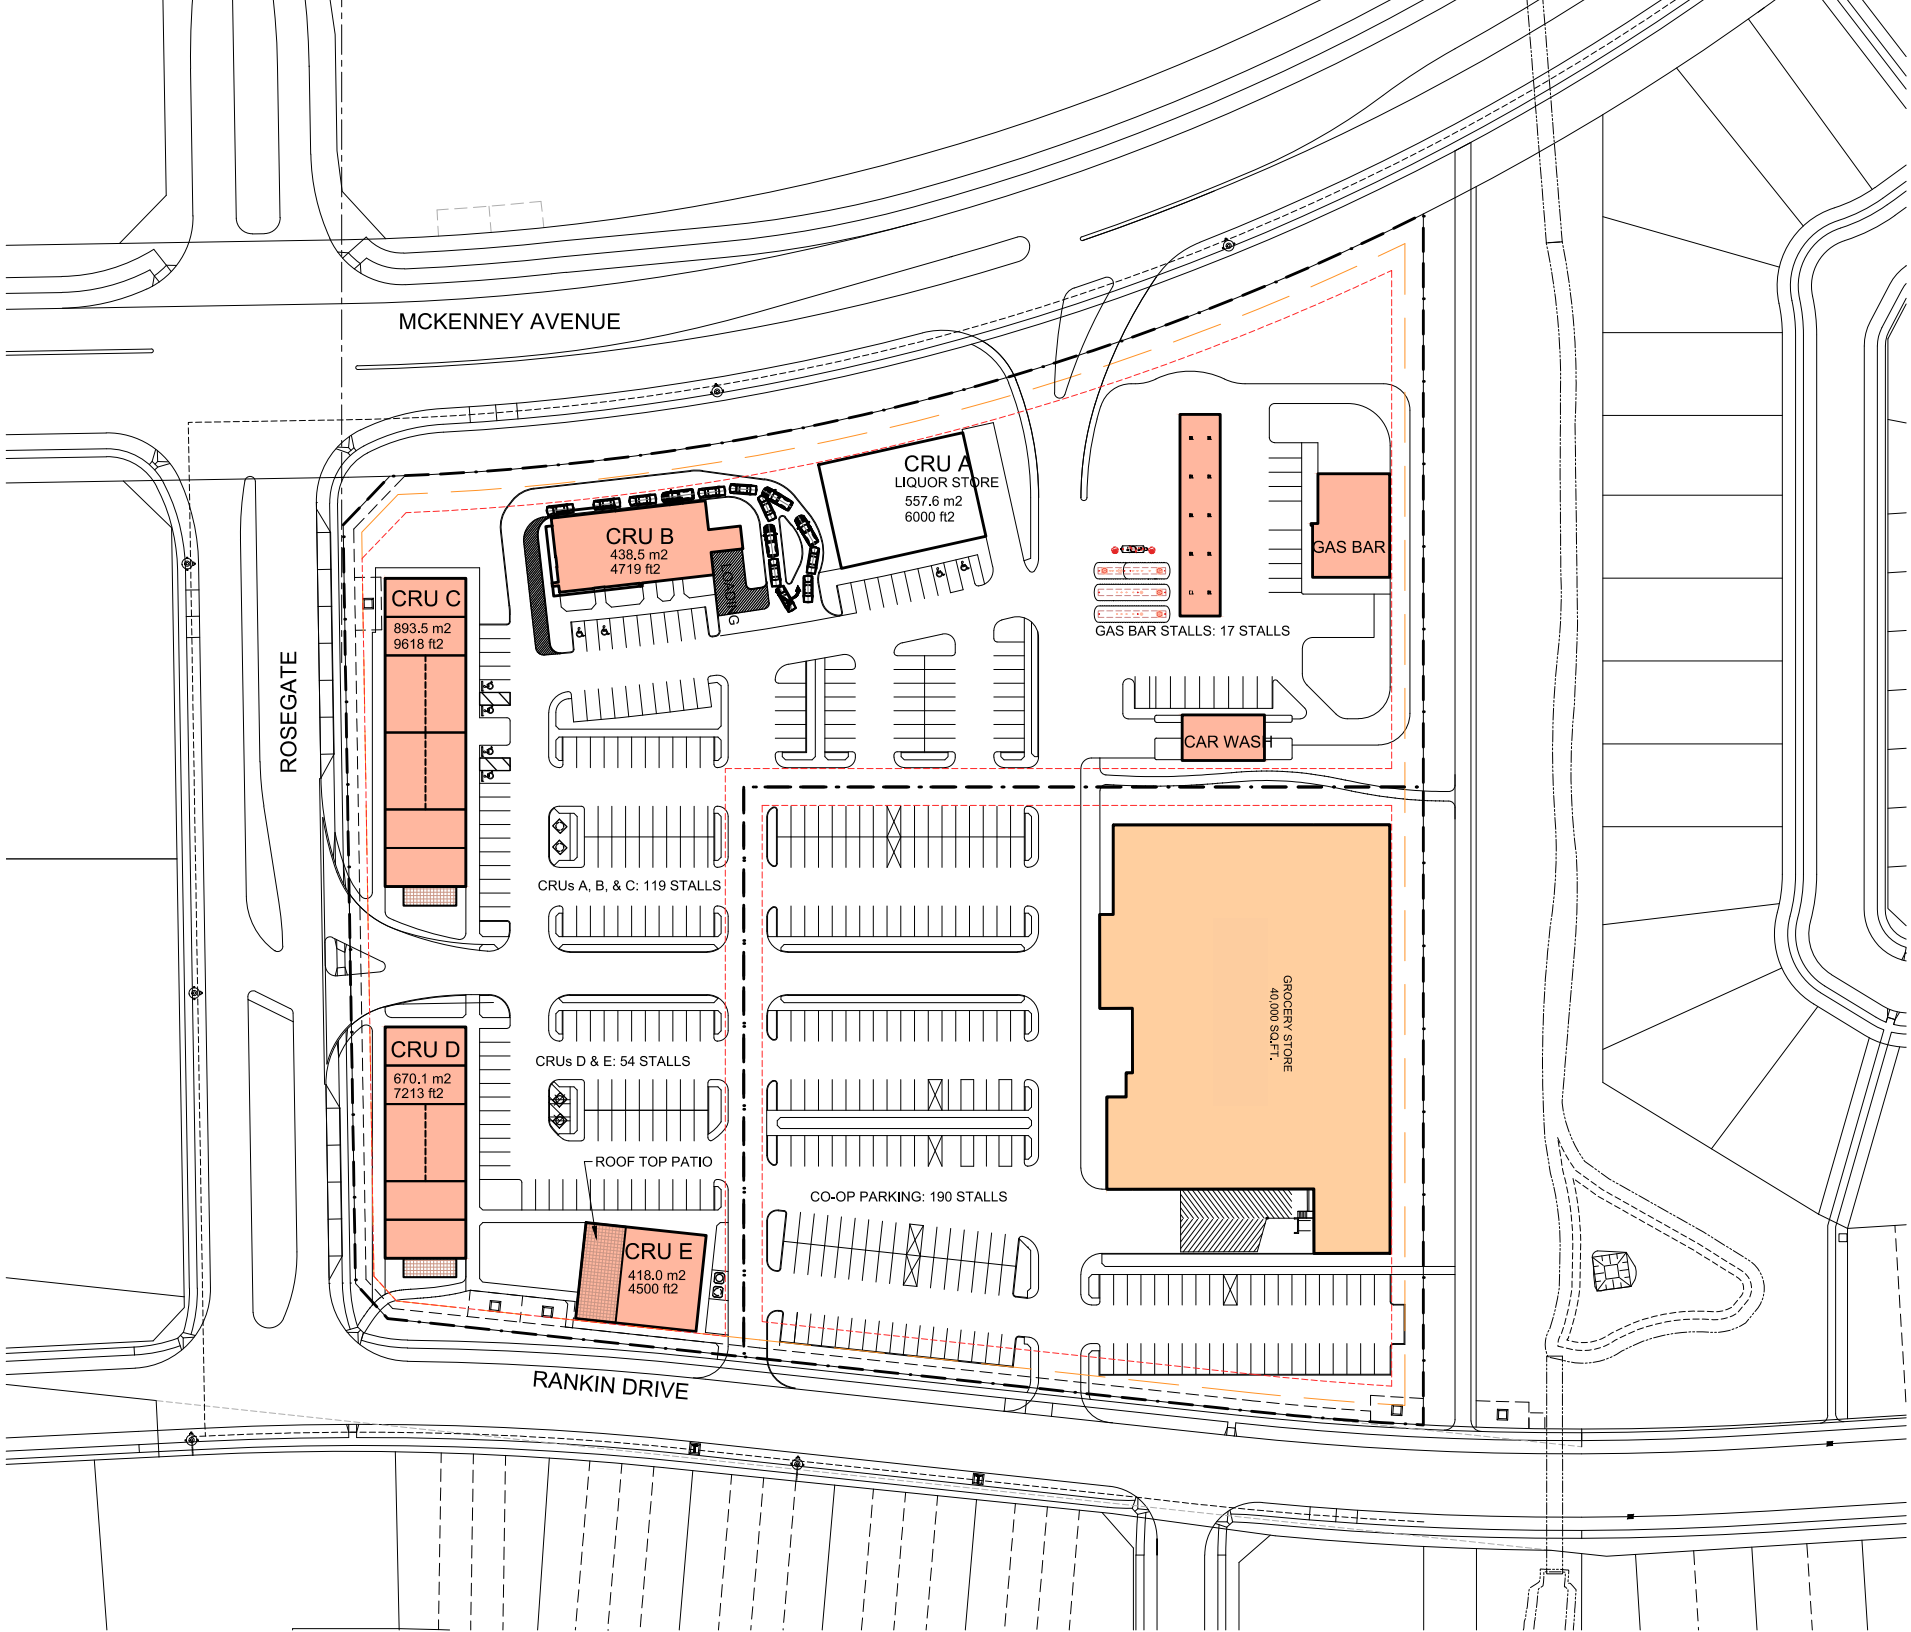 MCKENNEY AVENUE
CRU A
LIQUOR STORE
557.6 m2
6000 ft2
CRU B
438.5 m2
4719 ft2
LOADING
GAS BAR
GAS BAR STALLS: 17 STALLS
CRU C
893.5 m2
9618 ft2
ROSEGATE
CAR WASH
CRUs A, B, & C: 119 STALLS
GROCERY STORE
40,000 SQ.FT.
CRU D
670.1 m2
7213 ft2
CRUs D & E: 54 STALLS
ROOF TOP PATIO
CO-OP PARKING: 190 STALLS
CRU E
418.0 m2
4500 ft2
RANKIN DRIVE